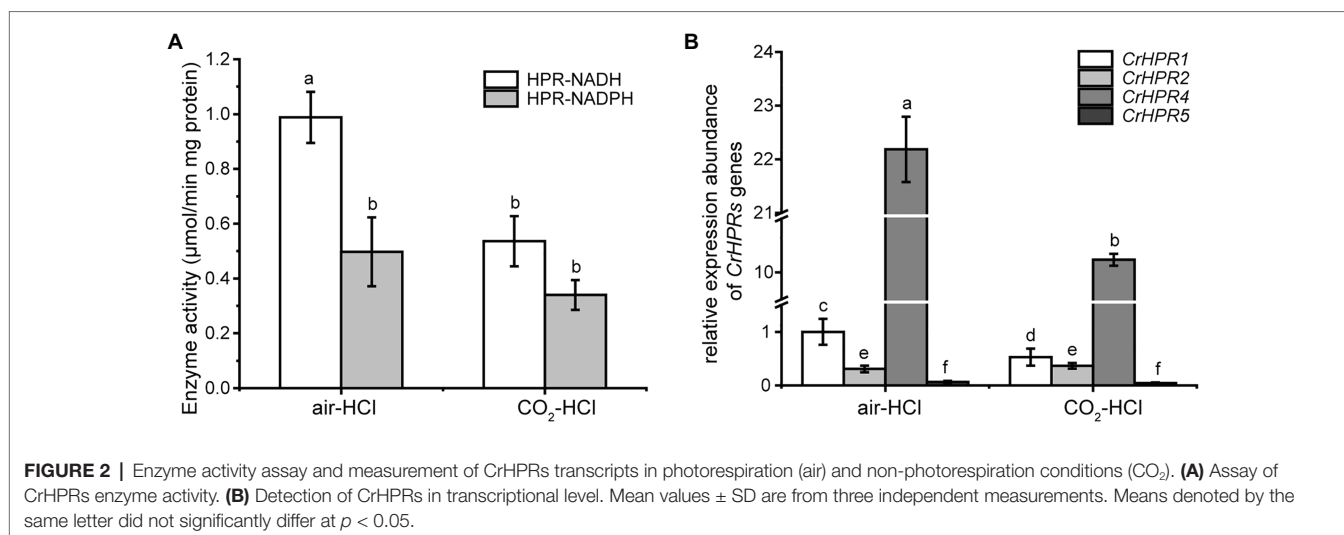 A
Enzyme activity (μmol/min mg protein)
1.2
1.0
0.8
0.6
0.4
0.2
0.0
a
b
b
b
HPR-NADH
HPR-NADPH
air-HCl
CO₂-HCl
B
relative expression abundance
of CrHPRs genes
24
23
22
21
10
1
0
c
e
a
f
d
e
b
f
CrHPR1
CrHPR2
CrHPR4
CrHPR5
air-HCl
CO₂-HCl
FIGURE 2 | Enzyme activity assay and measurement of CrHPRs transcripts in photorespiration (air) and non-photorespiration conditions (CO₂). (A) Assay of
CrHPRs enzyme activity. (B) Detection of CrHPRs in transcriptional level. Mean values ± SD are from three independent measurements. Means denoted by the
same letter did not significantly differ at p < 0.05.